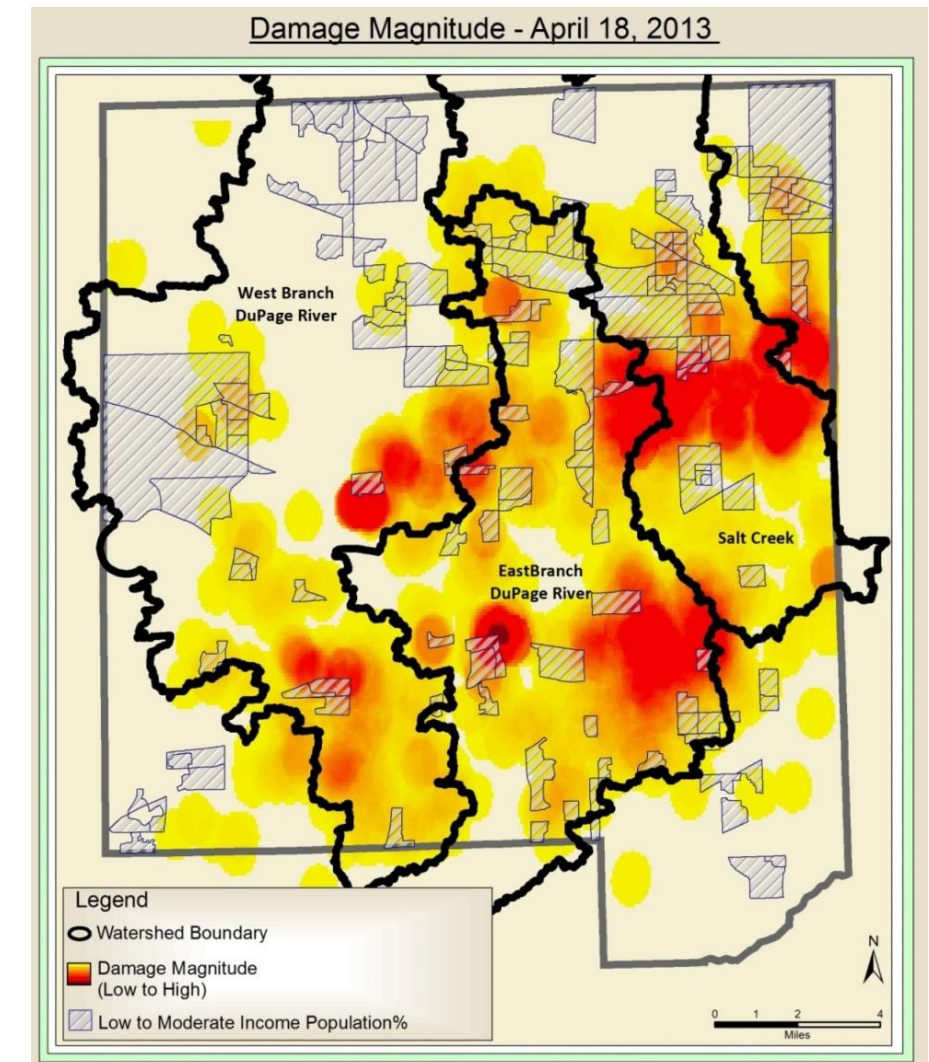 Damage Magnitude - April 18, 2013
West Branch
DuPage River
Salt Creek
EastBranch
DuPage River
Legend
Watershed Boundary
Damage Magnitude
(Low to High)
Low to Moderate Income Population%
N
0 1 2 4
Miles